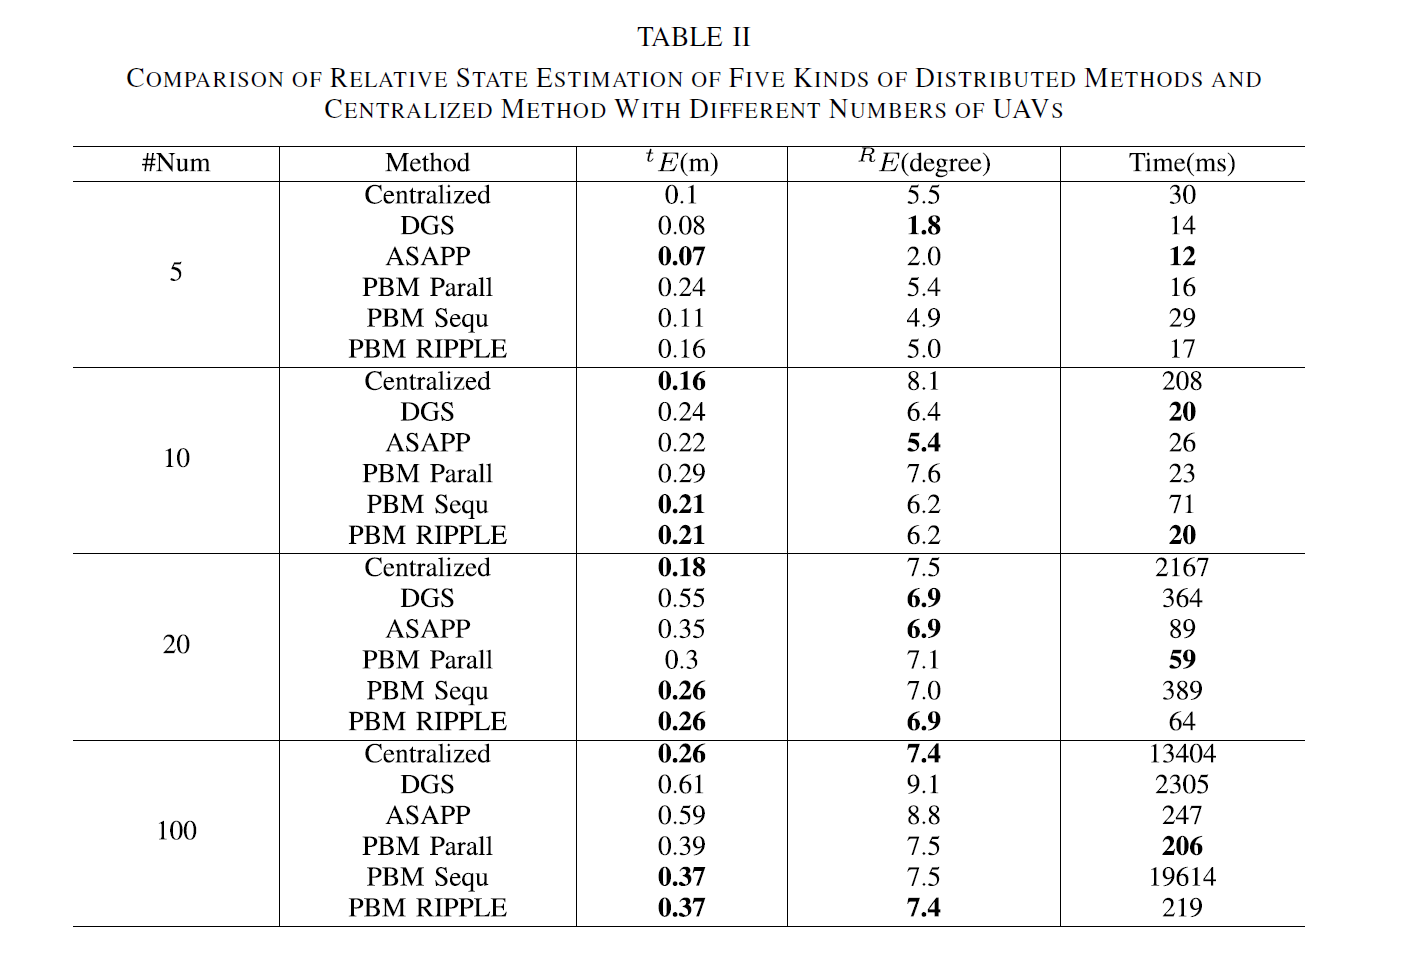 TABLE II
COMPARISON OF RELATIVE STATE ESTIMATION OF FIVE KINDS OF DISTRIBUTED METHODS AND
CENTRALIZED METHOD WITH DIFFERENT NUMBERS OF UAVS
#Num Method ᵗE(m) ᴿE(degree) Time(ms)
Centralized 0.1 5.5 30
DGS 0.08 1.8 14
ASAPP 0.07 2.0 12
5
PBM Parall 0.24 5.4 16
PBM Sequ 0.11 4.9 29
PBM RIPPLE 0.16 5.0 17
Centralized 0.16 8.1 208
DGS 0.24 6.4 20
ASAPP 0.22 5.4 26
10
PBM Parall 0.29 7.6 23
PBM Sequ 0.21 6.2 71
PBM RIPPLE 0.21 6.2 20
Centralized 0.18 7.5 2167
DGS 0.55 6.9 364
ASAPP 0.35 6.9 89
20
PBM Parall 0.3 7.1 59
PBM Sequ 0.26 7.0 389
PBM RIPPLE 0.26 6.9 64
Centralized 0.26 7.4 13404
DGS 0.61 9.1 2305
ASAPP 0.59 8.8 247
100
PBM Parall 0.39 7.5 206
PBM Sequ 0.37 7.5 19614
PBM RIPPLE 0.37 7.4 219